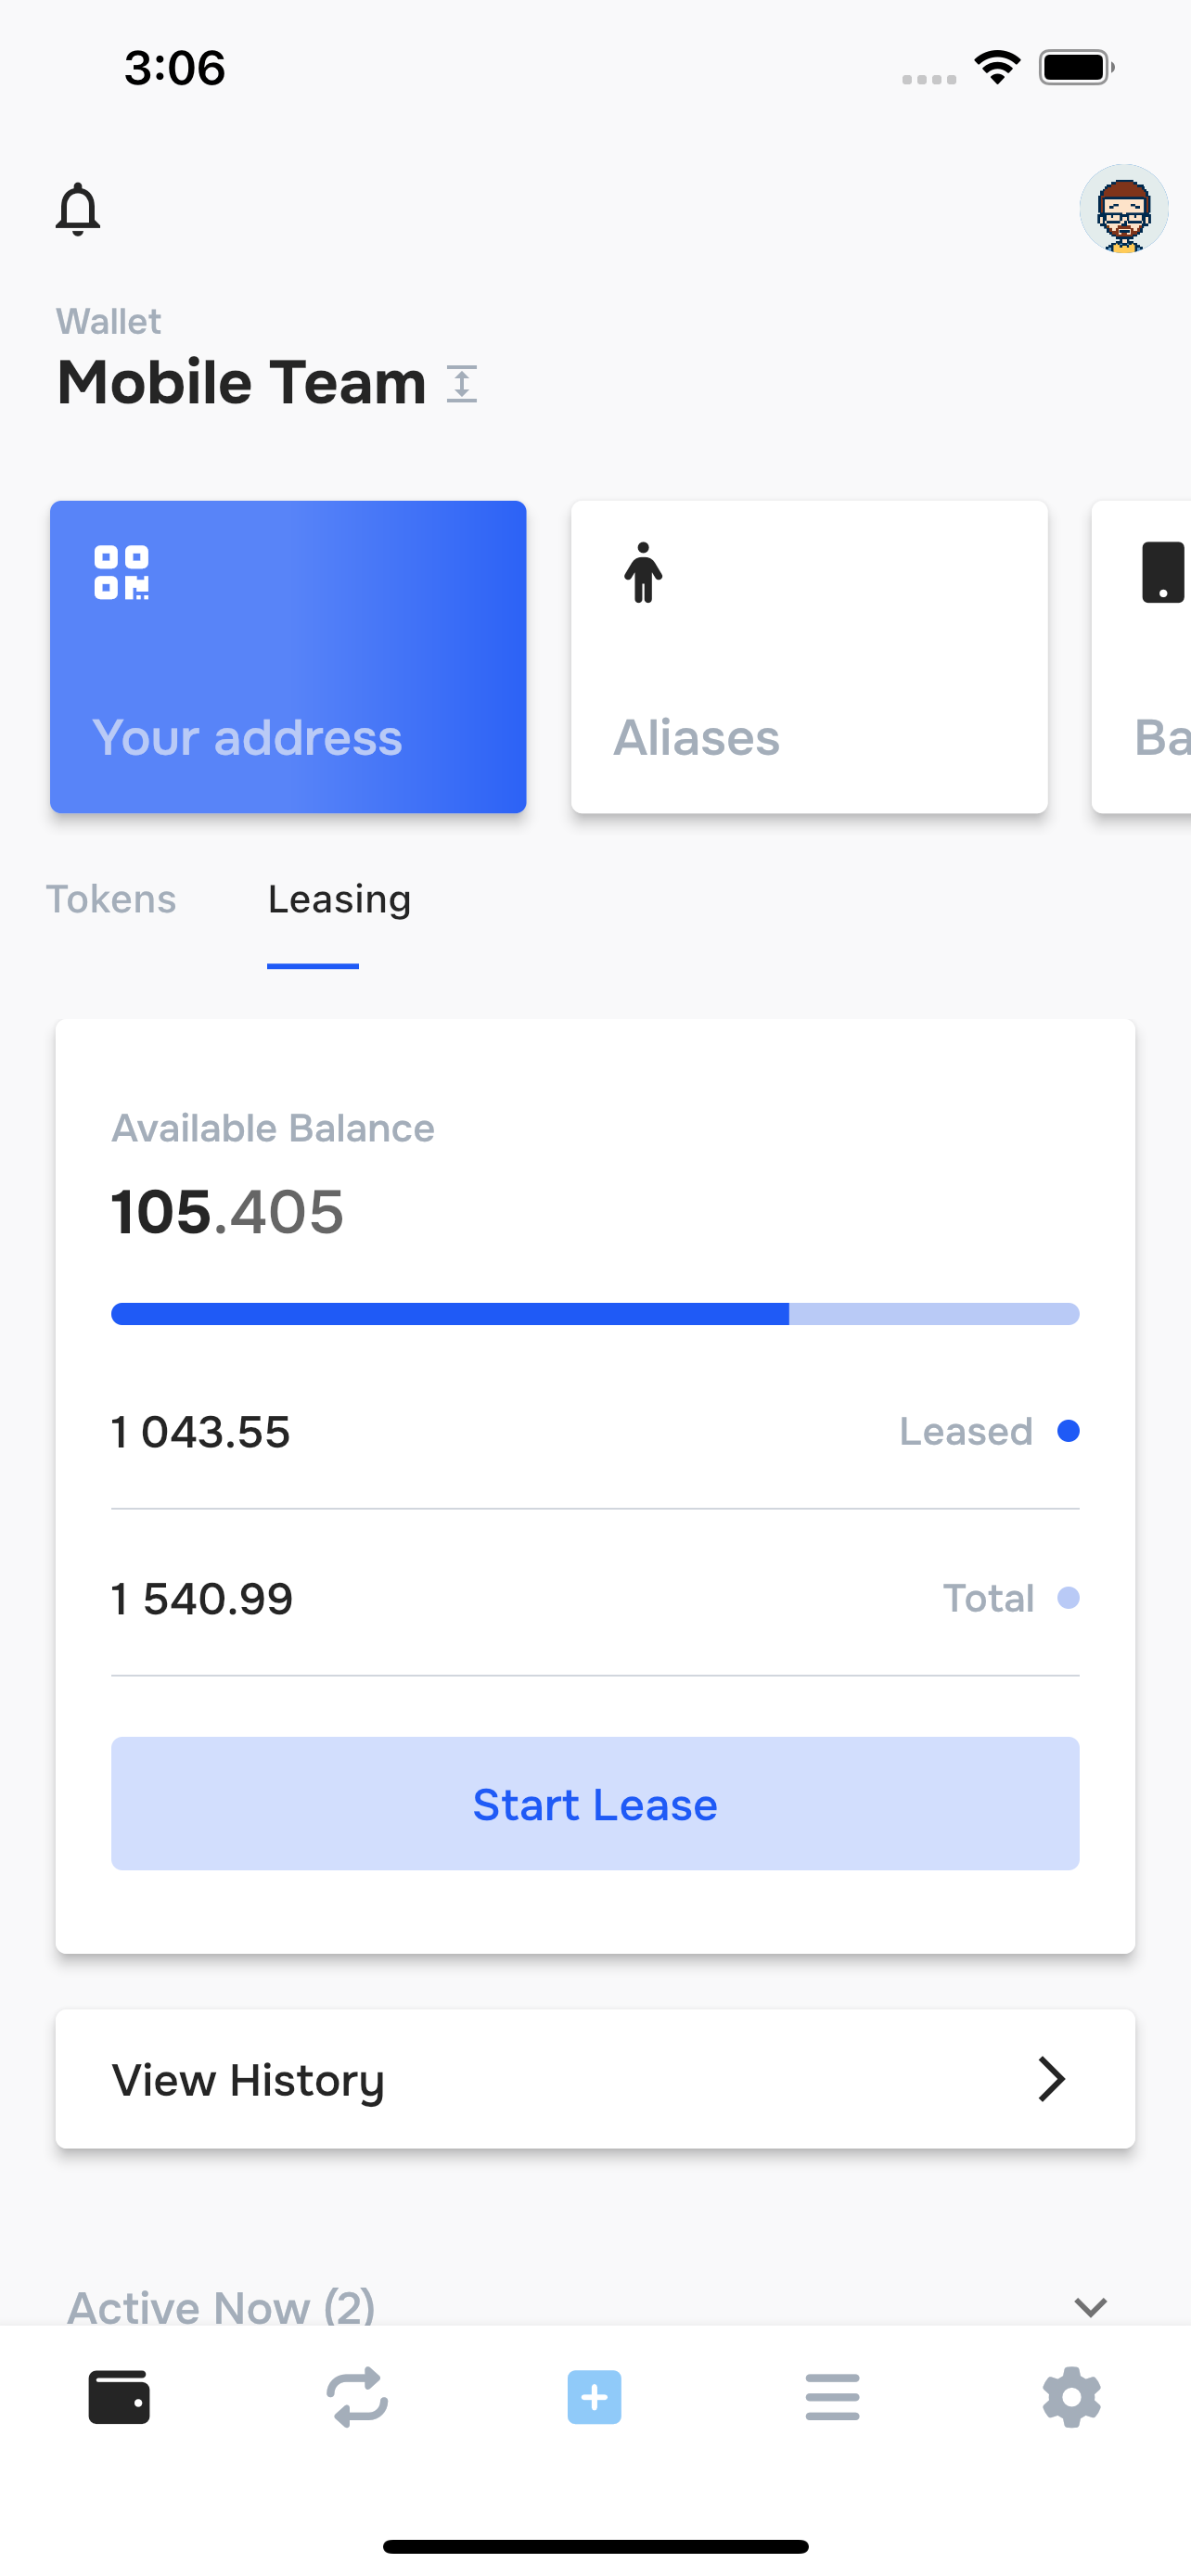 3:06
Wallet
Mobile Team
Your address
Aliases
Ba
Tokens
Leasing
Available Balance
105.405
1 043.55
Leased
1 540.99
Total
Start Lease
View History
Active Now (2)